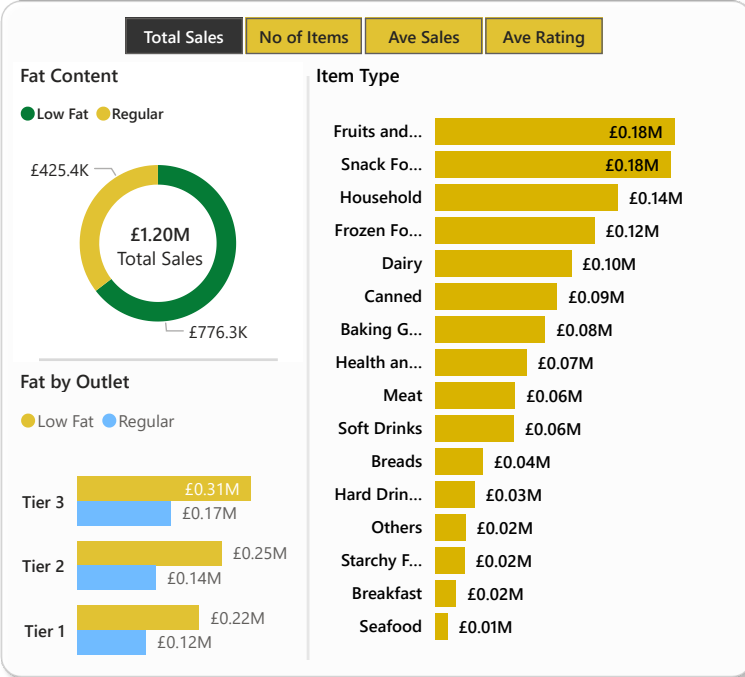 Total Sales
No of Items
Ave Sales
Ave Rating
Fat Content
Low Fat
Regular
£425.4K
£1.20M
Total Sales
£776.3K
Fat by Outlet
Low Fat
Regular
Tier 3
£0.31M
£0.17M
Tier 2
£0.25M
£0.14M
Tier 1
£0.22M
£0.12M
Item Type
Fruits and... £0.18M
Snack Fo... £0.18M
Household £0.14M
Frozen Fo... £0.12M
Dairy £0.10M
Canned £0.09M
Baking G... £0.08M
Health an... £0.07M
Meat £0.06M
Soft Drinks £0.06M
Breads £0.04M
Hard Drin... £0.03M
Others £0.02M
Starchy F... £0.02M
Breakfast £0.02M
Seafood £0.01M